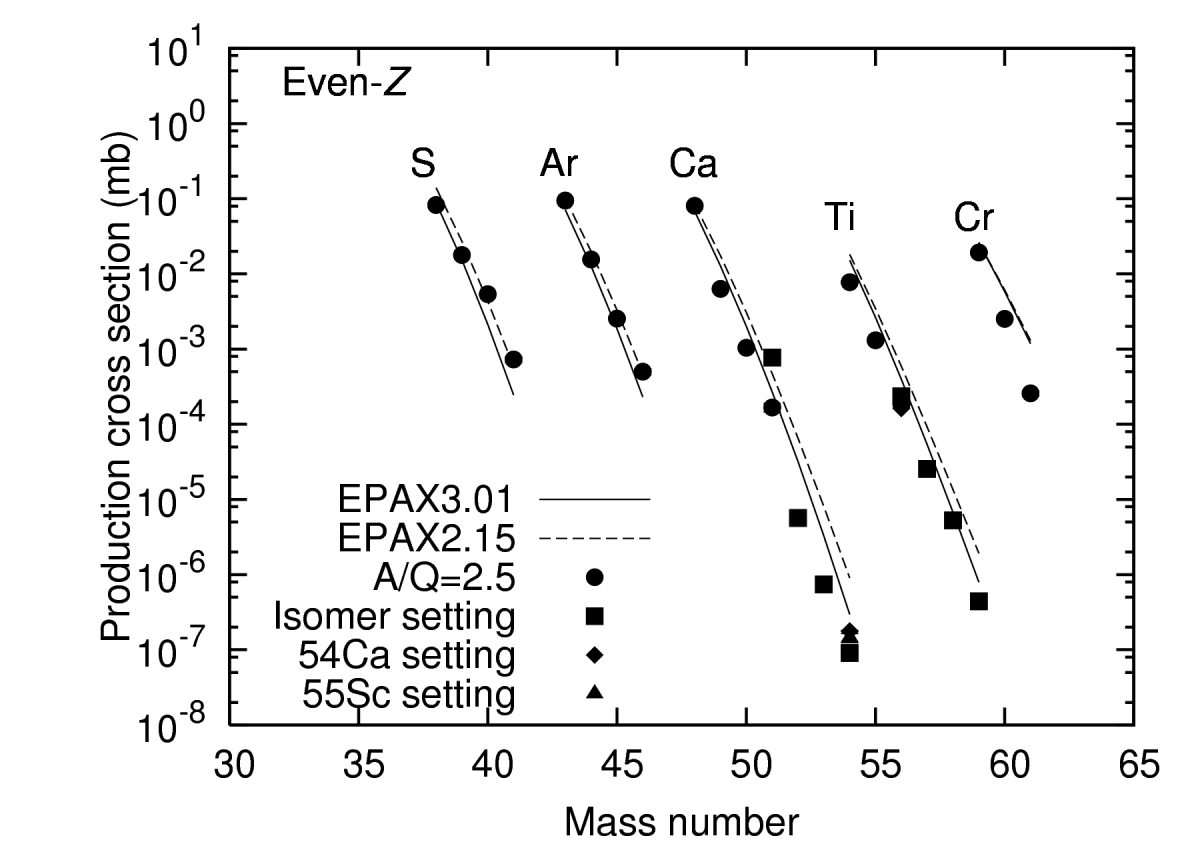 10^1
Even-Z
10^0
S Ar Ca
10^-1
Ti Cr
10^-2
10^-3
10^-4
10^-5
10^-6
10^-7
10^-8
Production cross section (mb)
EPAX3.01
EPAX2.15
A/Q=2.5
Isomer setting
54Ca setting
55Sc setting
30 35 40 45 50 55 60 65
Mass number